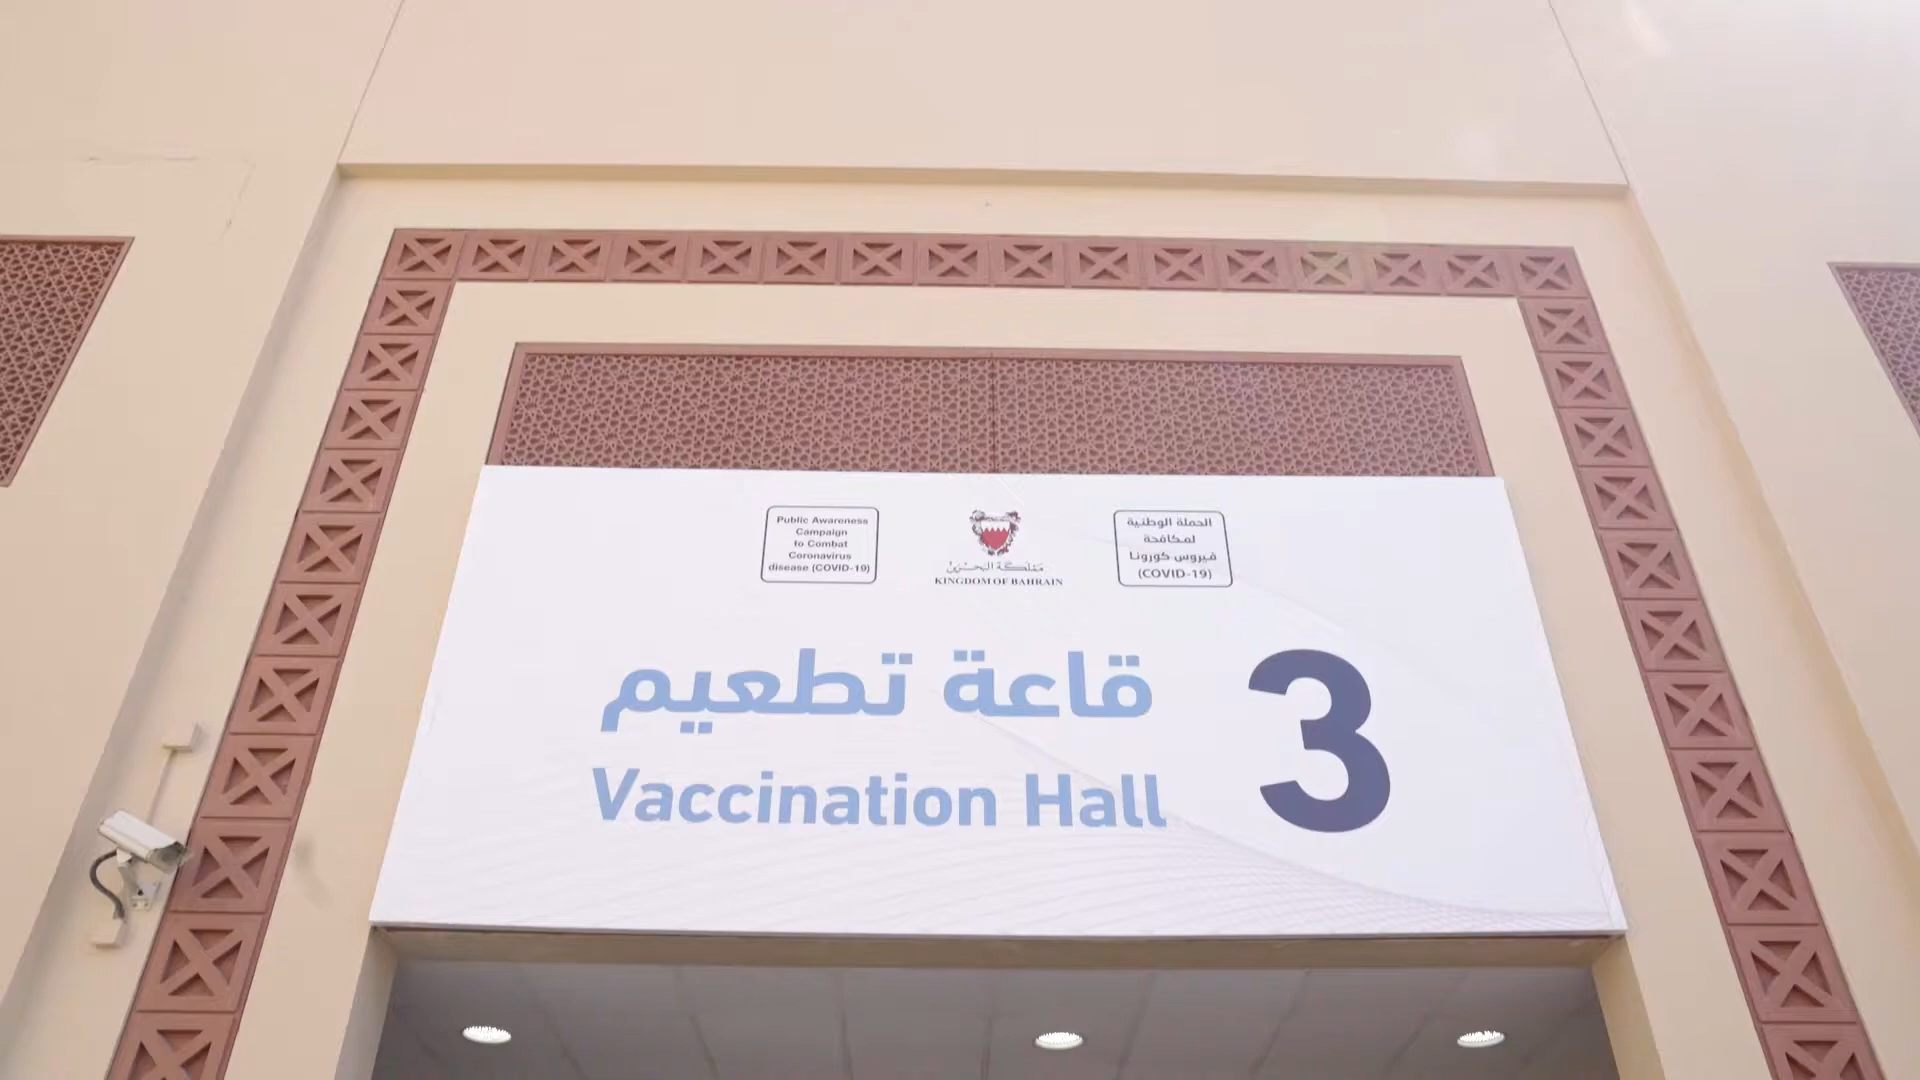 Public Awareness
Campaign
to Combat
Coronavirus
disease (COVID-19)
مملكة البحرين
KINGDOM OF BAHRAIN
الحملة الوطنية
لمكافحة
فيروس كورونا
(COVID-19)
قاعة تطعيم
Vaccination Hall
3